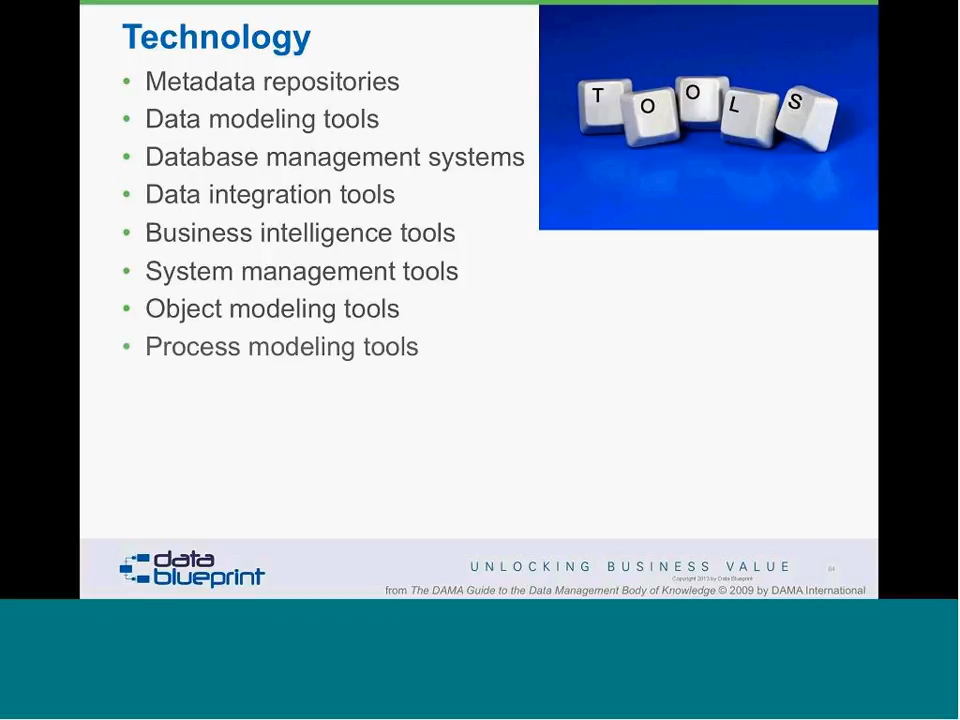 Technology
• Metadata repositories
• Data modeling tools
• Database management systems
• Data integration tools
• Business intelligence tools
• System management tools
• Object modeling tools
• Process modeling tools
T O O L S
data
blueprint
UNLOCKING BUSINESS VALUE
64
Copyright 2013 by Data Blueprint
from The DAMA Guide to the Data Management Body of Knowledge © 2009 by DAMA International